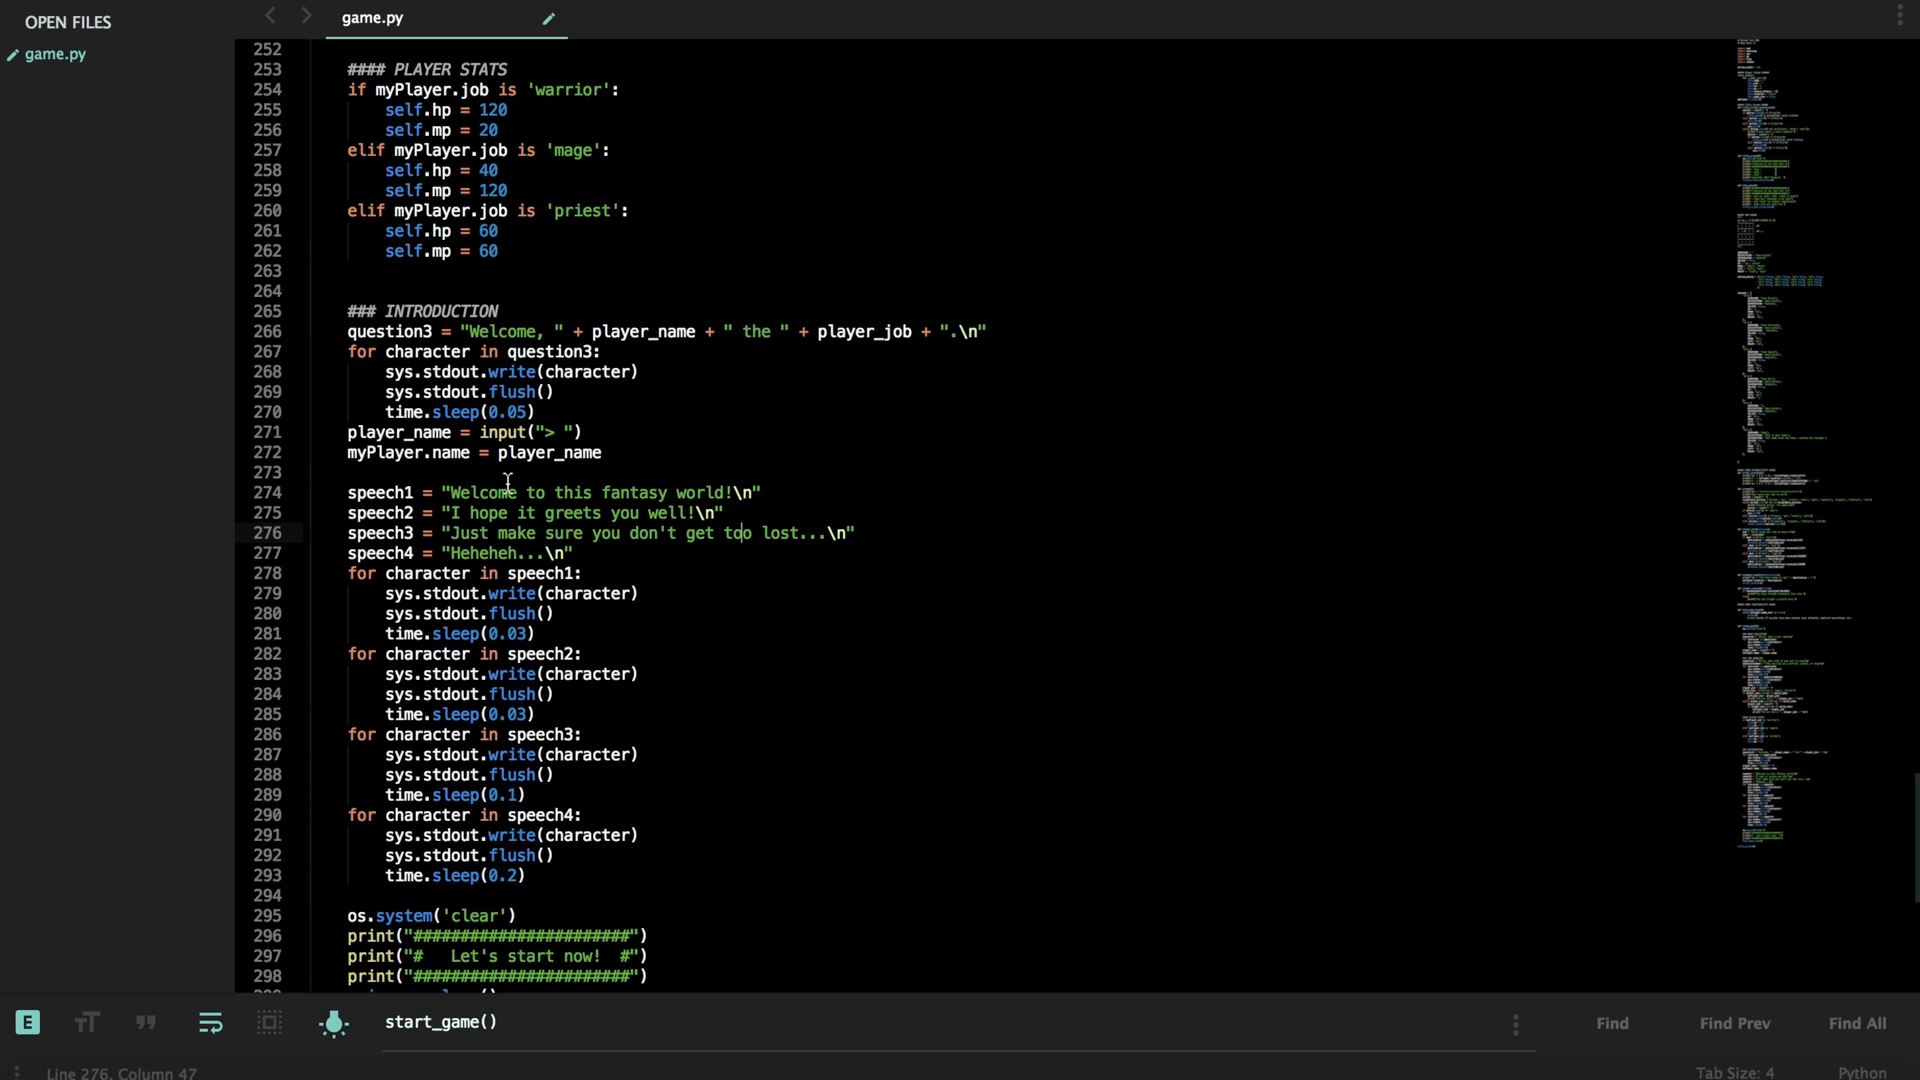 OPEN FILES
game.py
game.py
252
253 #### PLAYER STATS
254 if myPlayer.job is 'warrior':
255 self.hp = 120
256 self.mp = 20
257 elif myPlayer.job is 'mage':
258 self.hp = 40
259 self.mp = 120
260 elif myPlayer.job is 'priest':
261 self.hp = 60
262 self.mp = 60
263
264
265 ### INTRODUCTION
266 question3 = "Welcome, " + player_name + " the " + player_job + ".\n"
267 for character in question3:
268 sys.stdout.write(character)
269 sys.stdout.flush()
270 time.sleep(0.05)
271 player_name = input("> ")
272 myPlayer.name = player_name
273
274 speech1 = "Welcome to this fantasy world!\n"
275 speech2 = "I hope it greets you well!\n"
276 speech3 = "Just make sure you don't get too lost...\n"
277 speech4 = "Heheheh...\n"
278 for character in speech1:
279 sys.stdout.write(character)
280 sys.stdout.flush()
281 time.sleep(0.03)
282 for character in speech2:
283 sys.stdout.write(character)
284 sys.stdout.flush()
285 time.sleep(0.03)
286 for character in speech3:
287 sys.stdout.write(character)
288 sys.stdout.flush()
289 time.sleep(0.1)
290 for character in speech4:
291 sys.stdout.write(character)
292 sys.stdout.flush()
293 time.sleep(0.2)
294
295 os.system('clear')
296 print("#######################")
297 print("#   Let's start now!  #")
298 print("#######################")
E start_game() Find Find Prev Find All
Line 276, Column 47 Tab Size: 4 Python